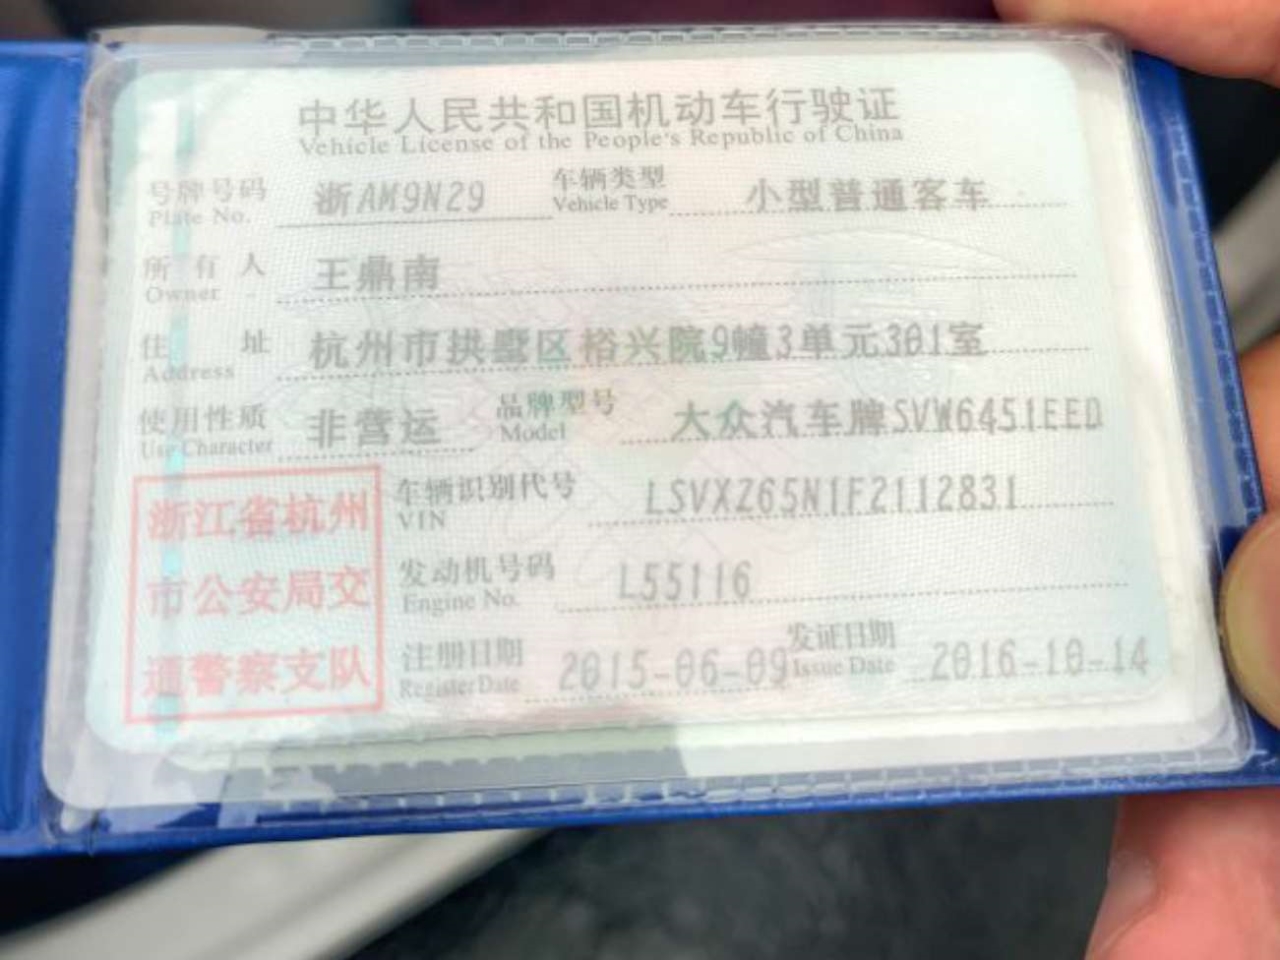 中华人民共和国机动车行驶证
Vehicle License of the People's Republic of China
号牌号码 浙AM9N29 车辆类型 小型普通客车
Plate No. Vehicle Type
所有人 王鼎南
Owner
住址 杭州市拱墅区裕兴院9幢3单元301室
Address
使用性质 非营运 品牌型号 大众汽车牌SVW6451EED
Use Character Model
浙江省杭州
市公安局交
通警察支队
车辆识别代号 LSVXZ65N1F2112831
VIN
发动机号码 L55116
Engine No.
注册日期 2015-06-09 发证日期 2016-10-14
Register Date Issue Date